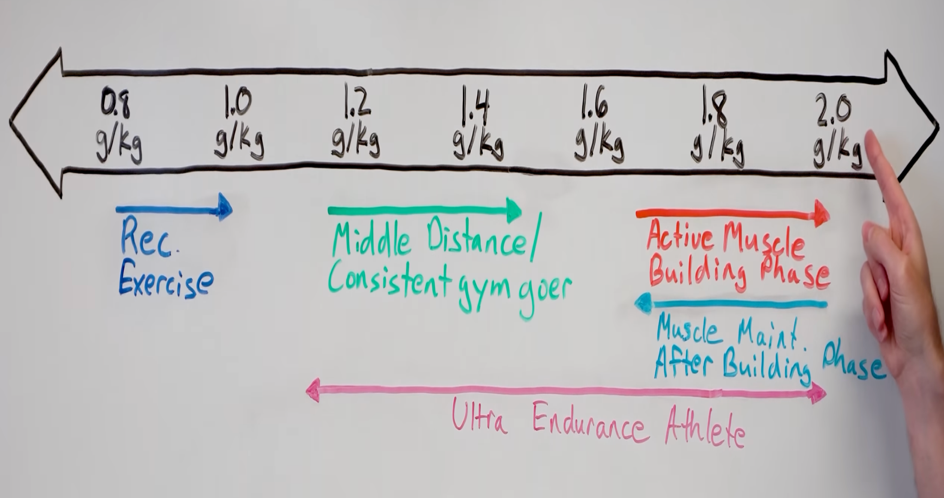 0.8 1.0 1.2 1.4 1.6 1.8 2.0
g/kg g/kg g/kg g/kg g/kg g/kg g/kg
Rec.
Exercise
Middle Distance/
Consistent gym goer
Active Muscle
Building Phase
Muscle Maint.
After Building Phase
Ultra Endurance Athlete